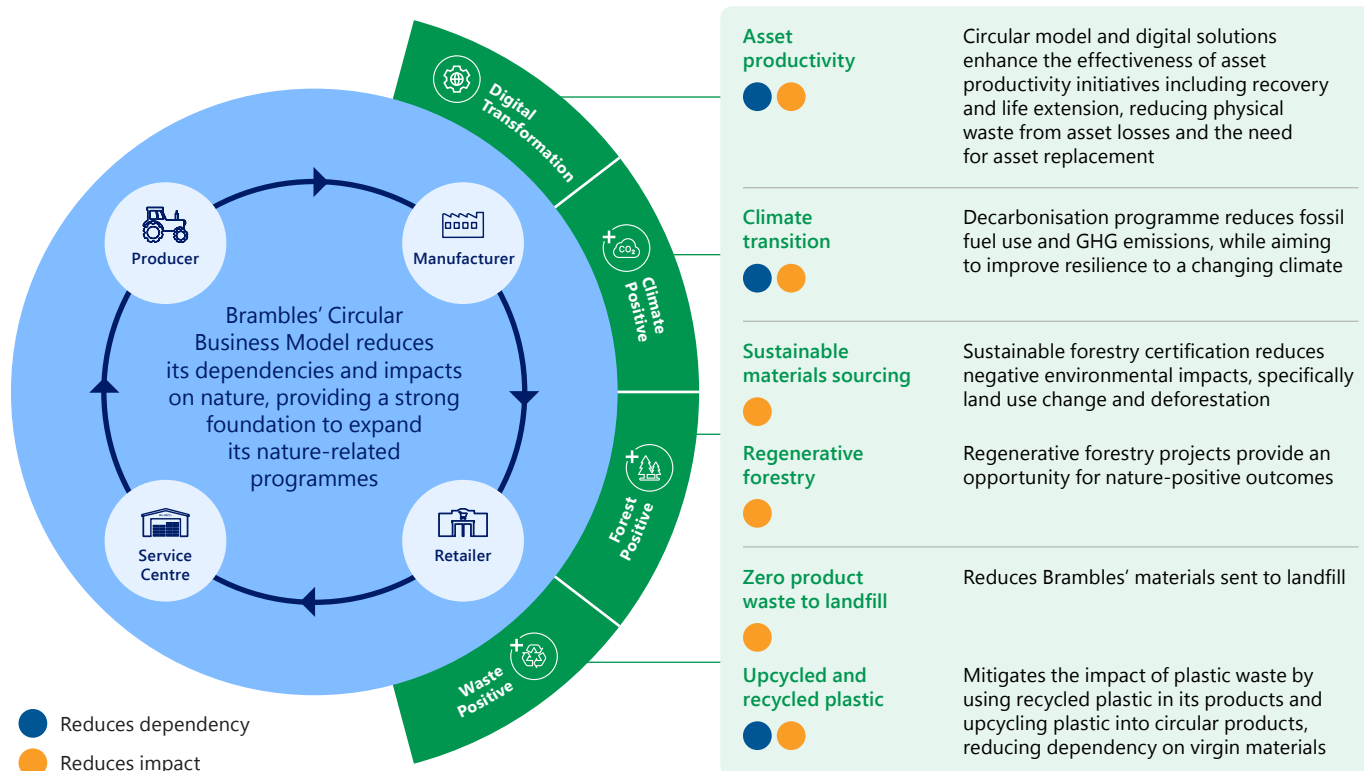 Digital
Transformation
Climate
Positive
Forest
Positive
Waste
Positive
CO₂
Producer
Manufacturer
Brambles' Circular
Business Model reduces
its dependencies and impacts
on nature, providing a strong
foundation to expand
its nature-related
programmes
Service
Centre
Retailer
Reduces dependency
Reduces impact
Asset
productivity
Circular model and digital solutions
enhance the effectiveness of asset
productivity initiatives including recovery
and life extension, reducing physical
waste from asset losses and the need
for asset replacement
Climate
transition
Decarbonisation programme reduces fossil
fuel use and GHG emissions, while aiming
to improve resilience to a changing climate
Sustainable
materials sourcing
Sustainable forestry certification reduces
negative environmental impacts, specifically
land use change and deforestation
Regenerative
forestry
Regenerative forestry projects provide an
opportunity for nature-positive outcomes
Zero product
waste to landfill
Reduces Brambles' materials sent to landfill
Upcycled and
recycled plastic
Mitigates the impact of plastic waste by
using recycled plastic in its products and
upcycling plastic into circular products,
reducing dependency on virgin materials